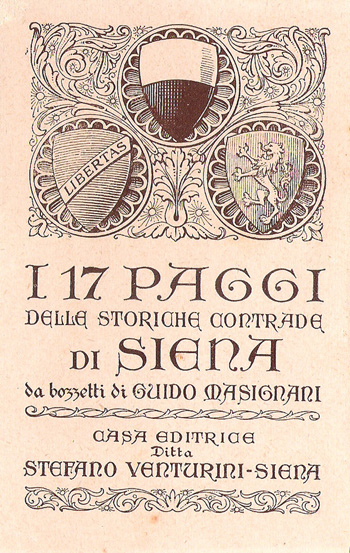 LIBERTAS
I 17 PAGGI
DELLE STORICHE CONTRADE
DI SIENA
da bozzetti di GUIDO MASIGNANI
CASA EDITRICE
Ditta
STEFANO VENTURINI-SIENA